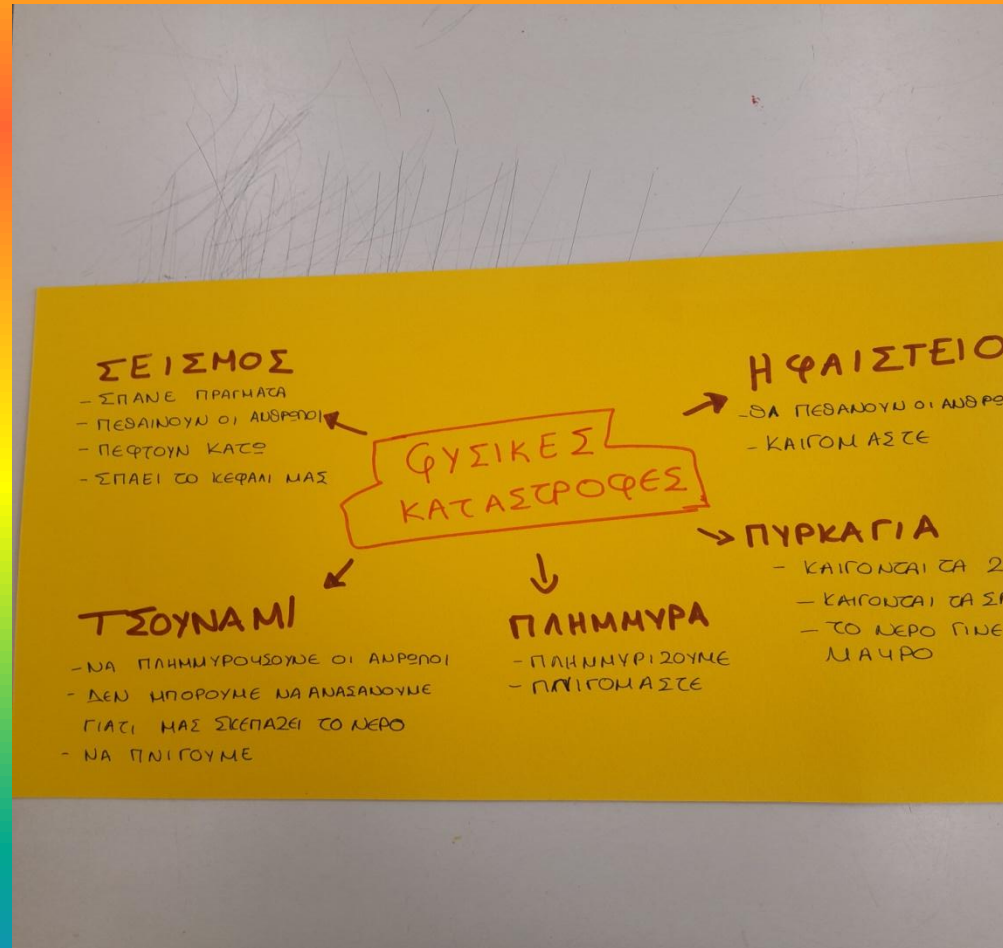 ΦΥΣΙΚΕΣ
ΚΑΤΑΣΤΡΟΦΕΣ
ΣΕΙΣΜΟΣ
- ΣΠΑΝΕ ΠΡΑΓΜΑΤΑ
- ΠΕΘΑΙΝΟΥΝ ΟΙ ΑΝΘΡΩΠΟΙ
- ΠΕΦΤΟΥΝ ΚΑΤΩ
- ΣΠΑΕΙ ΤΟ ΚΕΦΑΛΙ ΜΑΣ
ΗΦΑΙΣΤΕΙΟ
- ΘΑ ΠΕΘΑΝΟΥΝ ΟΙ
- ΚΑΙΓΟΜΑΣΤΕ
ΠΥΡΚΑΓΙΑ
- ΚΑΙΓΟΝΤΑΙ ΤΑ
- ΚΑΙΓΟΝΤΑΙ ΤΑ
- ΤΟ ΝΕΡΟ
ΜΑΥΡΟ
ΤΣΟΥΝΑΜΙ
- ΝΑ ΠΛΗΜΜΥΡΟΥΣΟΥΝΕ ΟΙ ΑΝΡΩΠΟΙ
- ΔΕΝ ΜΠΟΡΟΥΜΕ ΝΑ ΑΝΑΣΑΝΟΥΜΕ
ΓΙΑΤΙ ΜΑΣ ΣΚΕΠΑΖΕΙ ΤΟ ΝΕΡΟ
- ΝΑ ΠΝΙΓΟΥΜΕ
ΠΛΗΜΜΥΡΑ
- ΠΛΗΜΜΥΡΙΖΟΥΜΕ
- ΠΝΙΓΟΜΑΣΤΕ